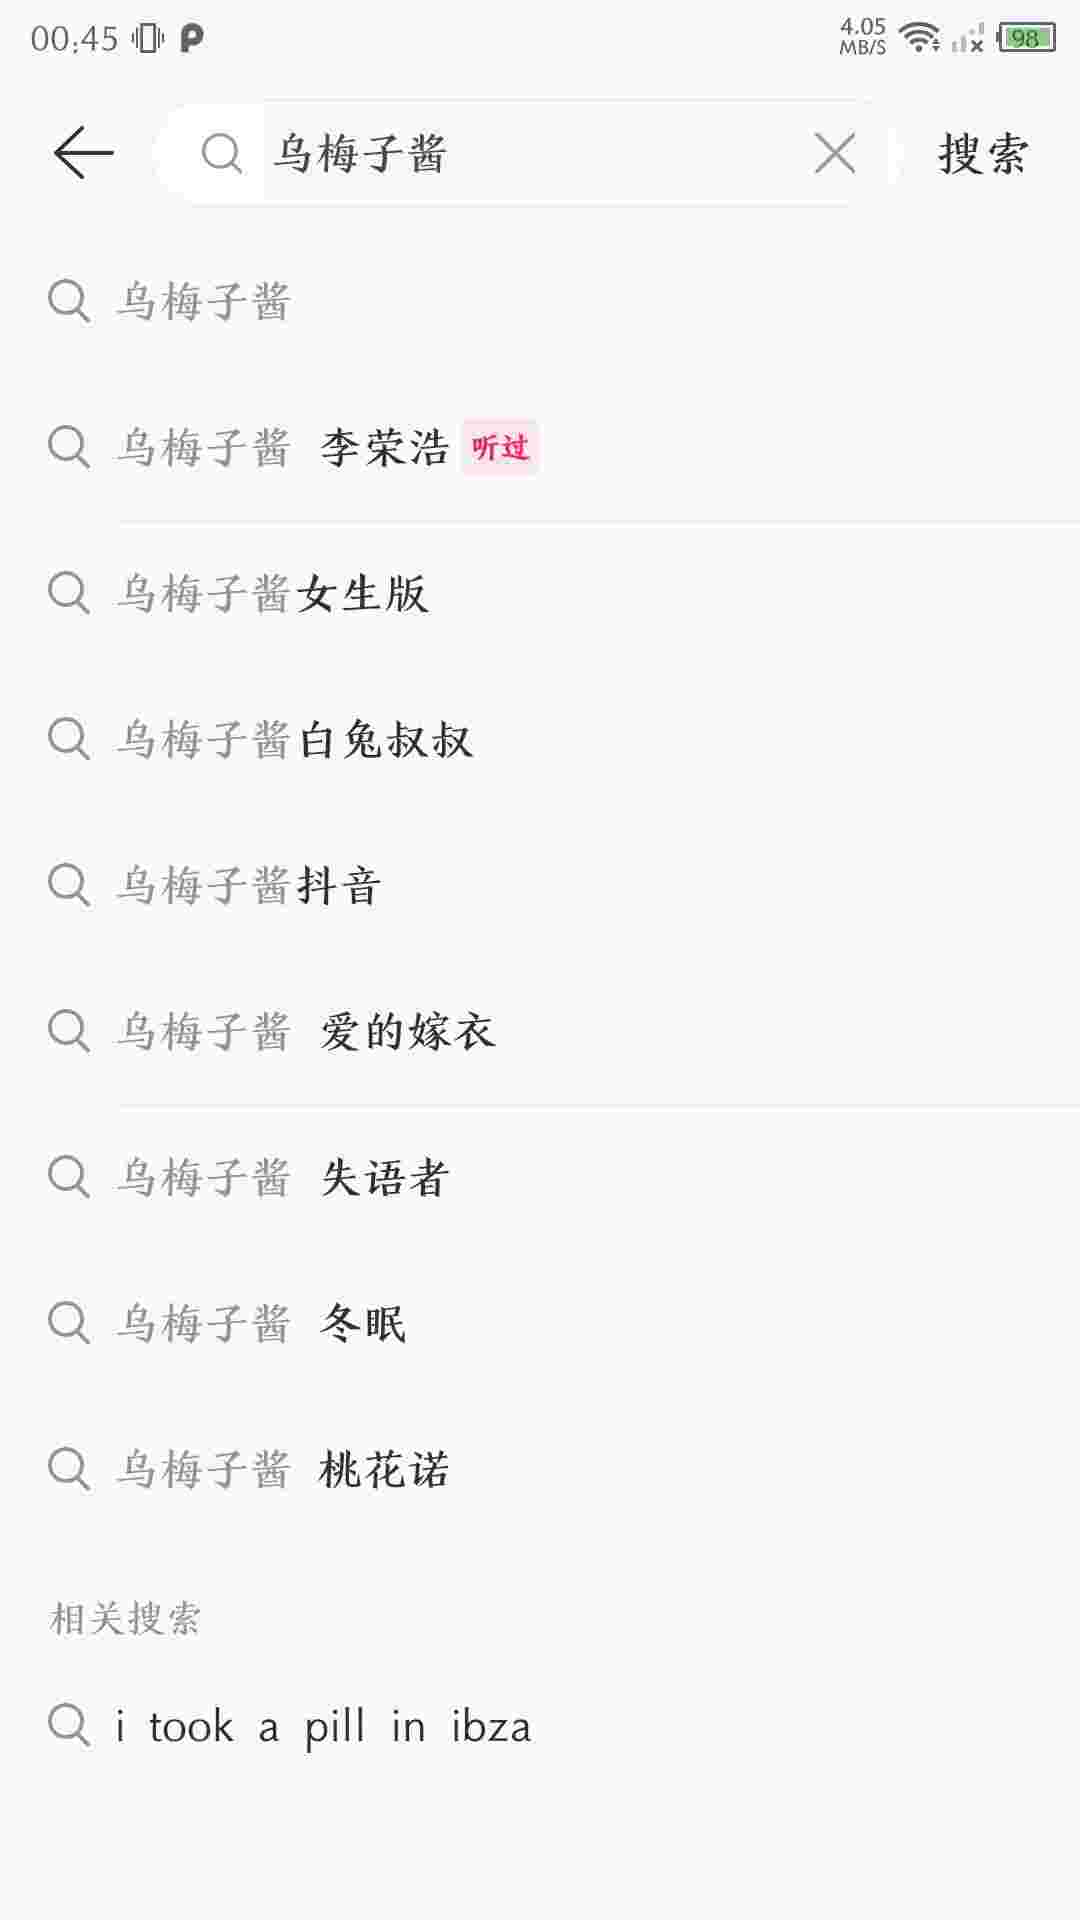 00:45 4.05 MB/S 98
乌梅子酱 搜索
乌梅子酱
乌梅子酱 李荣浩 听过
乌梅子酱女生版
乌梅子酱白兔叔叔
乌梅子酱抖音
乌梅子酱 爱的嫁衣
乌梅子酱 失语者
乌梅子酱 冬眠
乌梅子酱 桃花诺
相关搜索
i took a pill in ibza